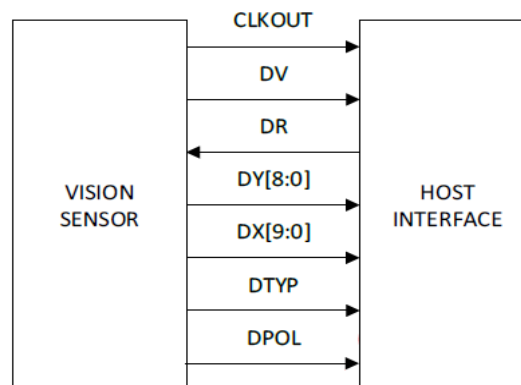 CLKOUT
DV
DR
DY[8:0]
VISION
SENSOR
HOST
INTERFACE
DX[9:0]
DTYP
DPOL